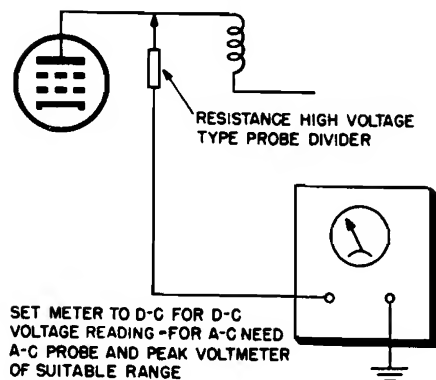 RESISTANCE HIGH VOLTAGE
TYPE PROBE DIVIDER
SET METER TO D-C FOR D-C
VOLTAGE READING-FOR A-C NEED
A-C PROBE AND PEAK VOLTMETER
OF SUITABLE RANGE